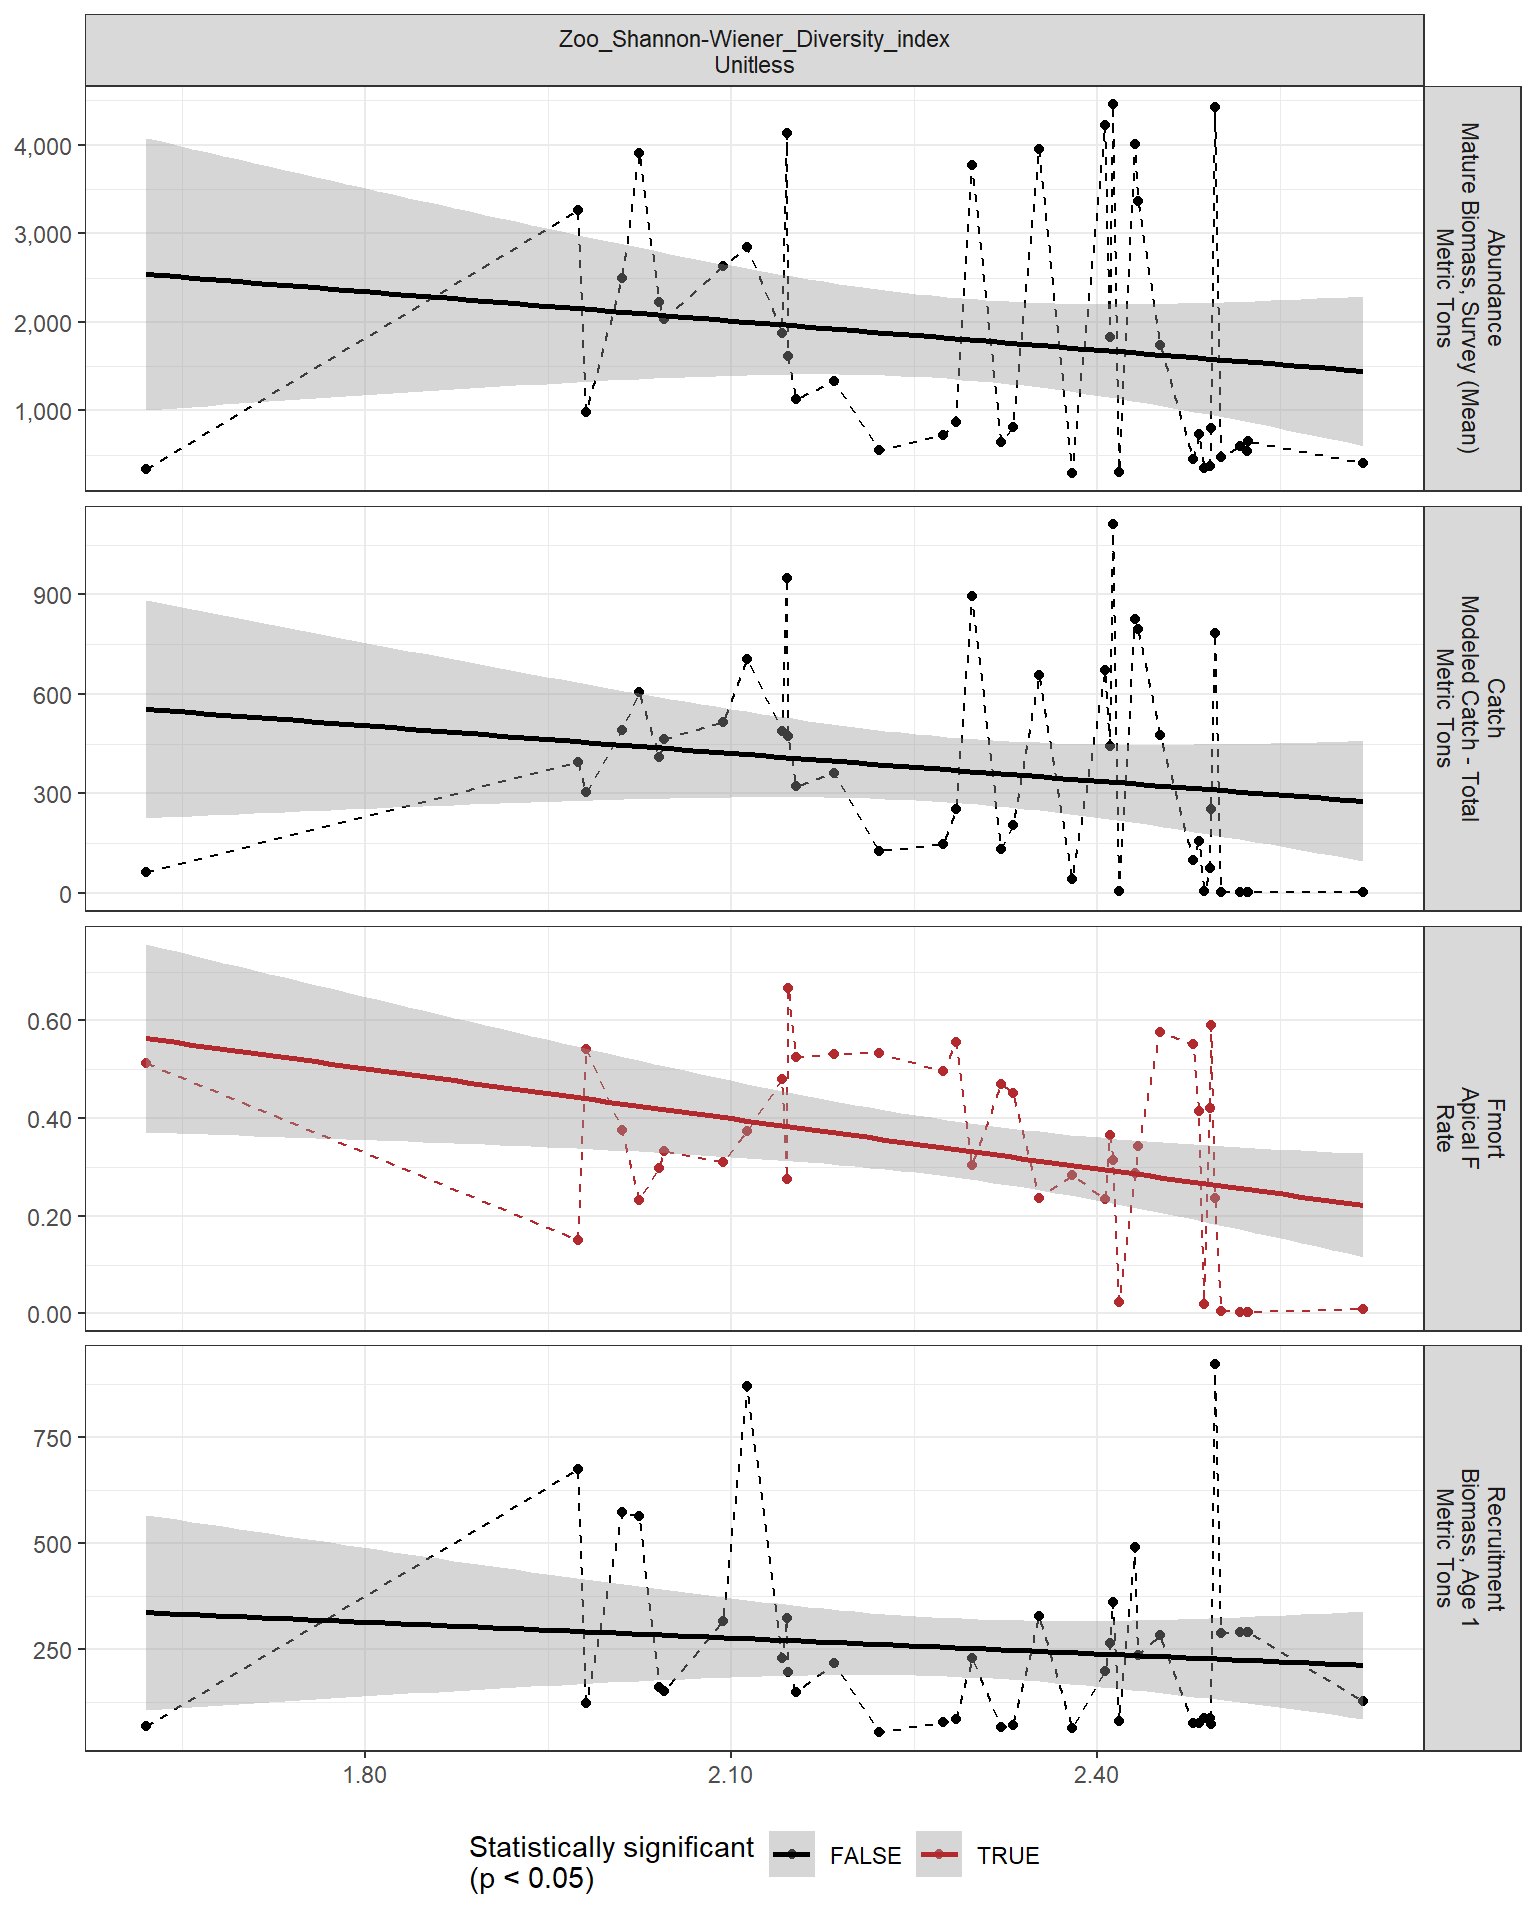 Zoo_Shannon-Wiener_Diversity_index
Unitless
4,000
3,000
2,000
1,000
Abundance
Mature Biomass, Survey (Mean)
Metric Tons
900
600
300
0
Catch
Modeled Catch - Total
Metric Tons
0.60
0.40
0.20
0.00
Fmort
Apical F
Rate
750
500
250
Recruitment
Biomass, Age 1
Metric Tons
1.80
2.10
2.40
Statistically significant
(p < 0.05)
FALSE
TRUE